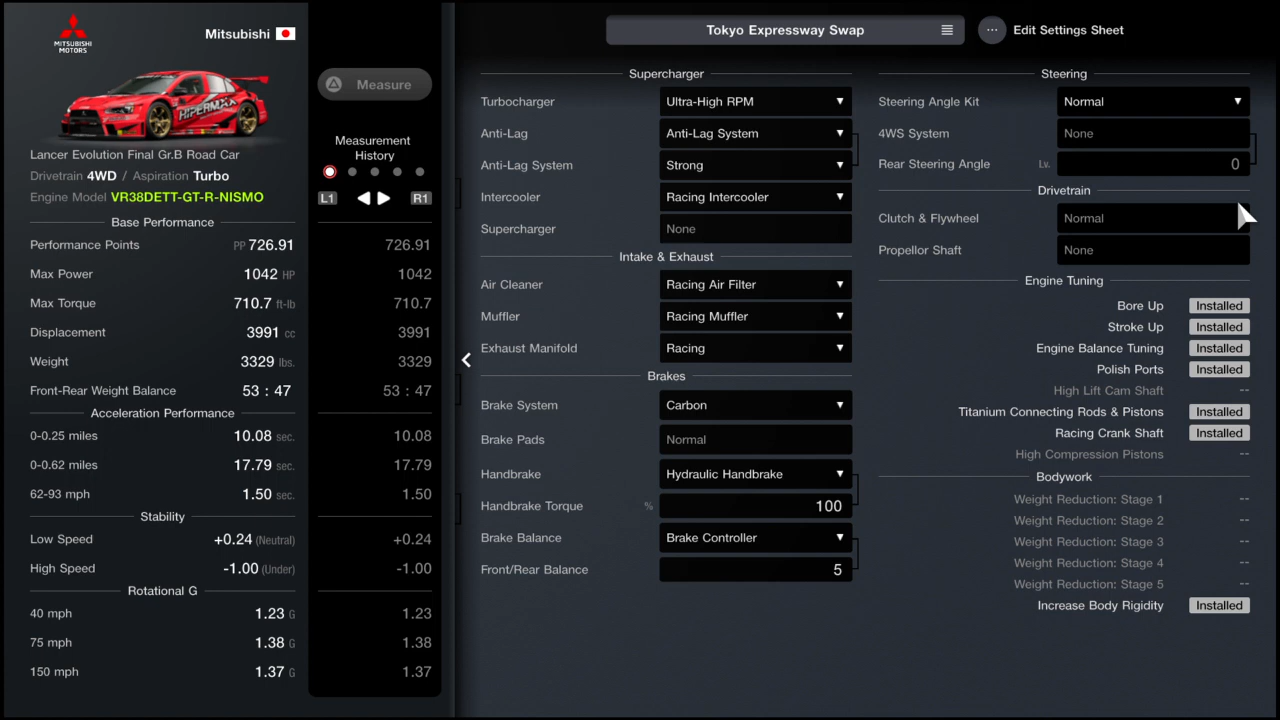 MITSUBISHI
MOTORS
Mitsubishi
HIPERMAX
Lancer Evolution Final Gr.B Road Car
Drivetrain 4WD / Aspiration Turbo
Engine Model VR38DETT-GT-R-NISMO
Base Performance
Performance Points PP 726.91
Max Power 1042 HP
Max Torque 710.7 ft-lb
Displacement 3991 cc
Weight 3329 lbs.
Front-Rear Weight Balance 53 : 47
Acceleration Performance
0-0.25 miles 10.08 sec.
0-0.62 miles 17.79 sec.
62-93 mph 1.50 sec.
Stability
Low Speed +0.24 (Neutral)
High Speed -1.00 (Under)
Rotational G
40 mph 1.23 G
75 mph 1.38 G
150 mph 1.37 G
Measure
Measurement
History
L1 R1
726.91
1042
710.7
3991
3329
53 : 47
10.08
17.79
1.50
+0.24
-1.00
1.23
1.38
1.37
Tokyo Expressway Swap
Edit Settings Sheet
Supercharger
Turbocharger Ultra-High RPM
Anti-Lag Anti-Lag System
Anti-Lag System Strong
Intercooler Racing Intercooler
Supercharger None
Intake & Exhaust
Air Cleaner Racing Air Filter
Muffler Racing Muffler
Exhaust Manifold Racing
Brakes
Brake System Carbon
Brake Pads Normal
Handbrake Hydraulic Handbrake
Handbrake Torque % 100
Brake Balance Brake Controller
Front/Rear Balance 5
Steering
Steering Angle Kit Normal
4WS System None
Rear Steering Angle Lv. 0
Drivetrain
Clutch & Flywheel Normal
Propellor Shaft None
Engine Tuning
Bore Up Installed
Stroke Up Installed
Engine Balance Tuning Installed
Polish Ports Installed
High Lift Cam Shaft --
Titanium Connecting Rods & Pistons Installed
Racing Crank Shaft Installed
High Compression Pistons --
Bodywork
Weight Reduction: Stage 1 --
Weight Reduction: Stage 2 --
Weight Reduction: Stage 3 --
Weight Reduction: Stage 4 --
Weight Reduction: Stage 5 --
Increase Body Rigidity Installed